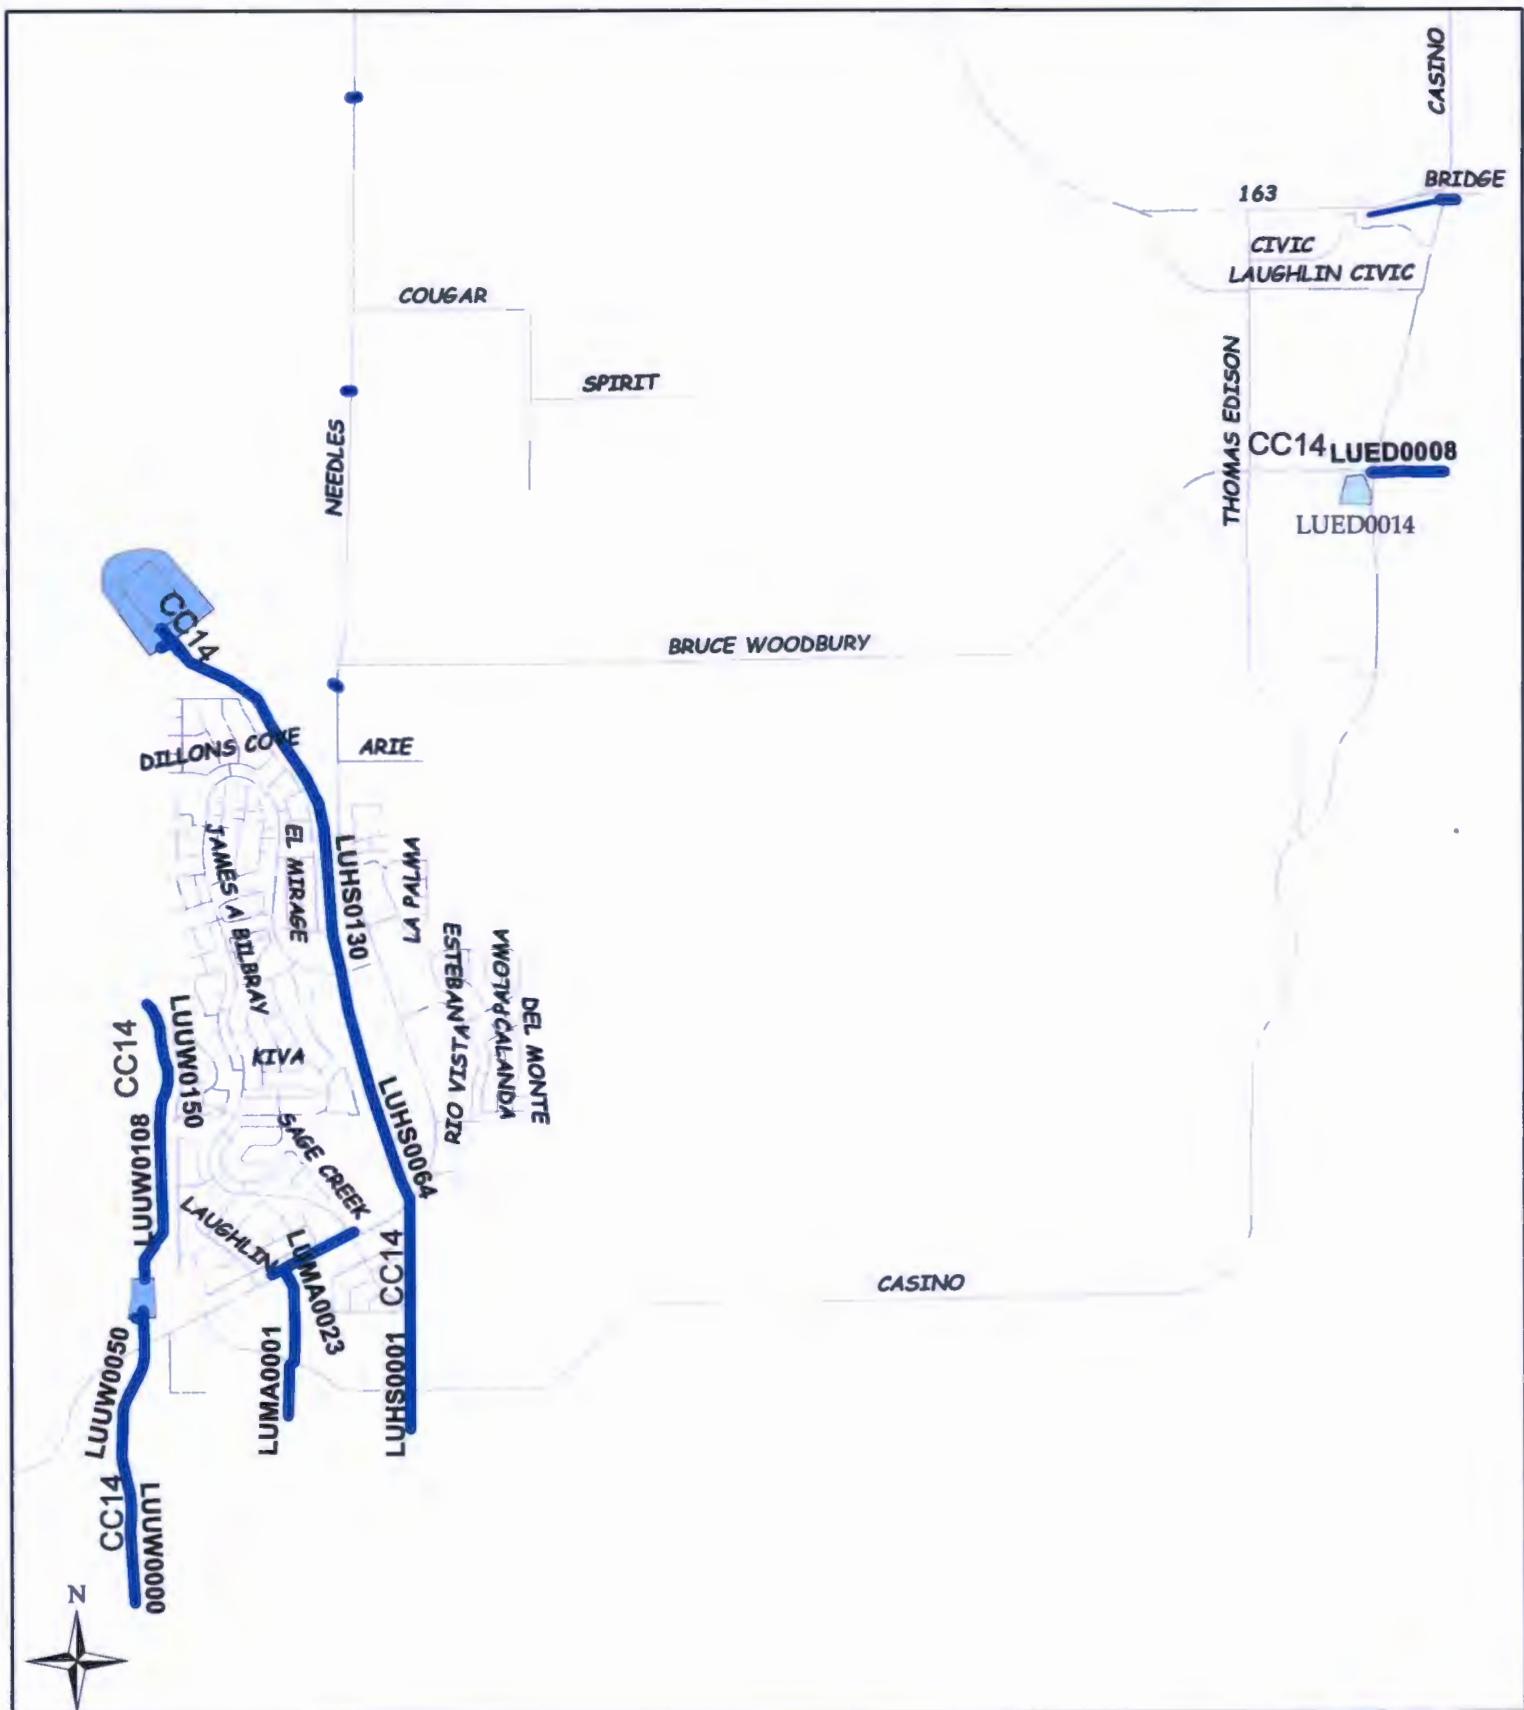 CASINO
BRIDGE
163
CIVIC
LAUGHLIN CIVIC
COUGAR
SPIRIT
THOMAS EDISON
NEEDLES
CC14
LUED0008
LUED0014
CC14
BRUCE WOODBURY
DILLONS COVE
ARIE
JAMES A BILBRAY
EL MIRAGE
LUHS0130
LA PALMA
ESTEBAN
RIO VISTA
PALOMA
CALANDA
DEL MONTE
CC14
LUUW0150
KIVA
LUUW0108
SAGE CREEK
LUHS0064
LAUGHLIN
LUMA0023
CC14
CASINO
LUUW0050
LUMA0001
LUHS0001
CC14
LUUW0000
N